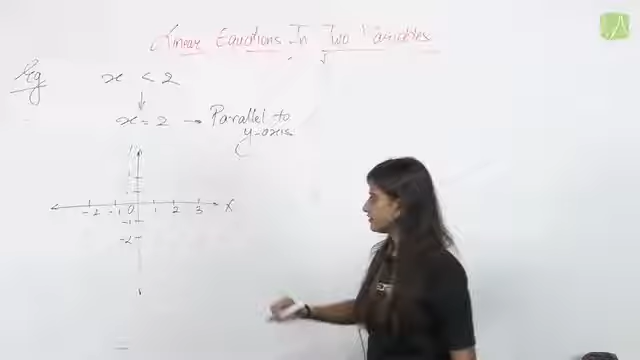 Linear Equations In Two Variables
Eg x < 2
x = 2 → Parallel to
y-axis
-2 -1 0 1 2 3 X
-1
-2